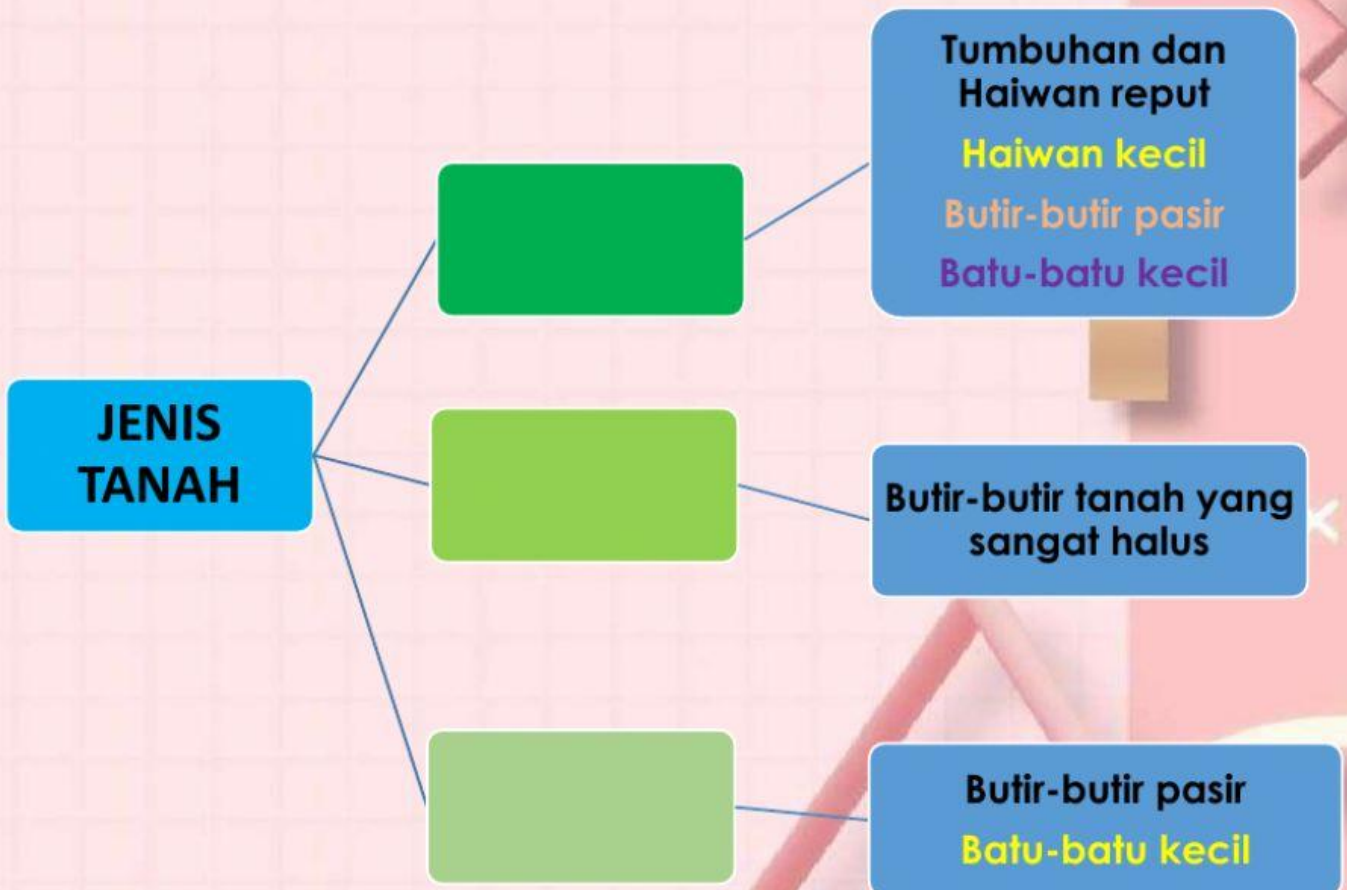 JENIS
TANAH
Tumbuhan dan
Haiwan reput
Haiwan kecil
Butir-butir pasir
Batu-batu kecil
Butir-butir tanah yang
sangat halus
Butir-butir pasir
Batu-batu kecil